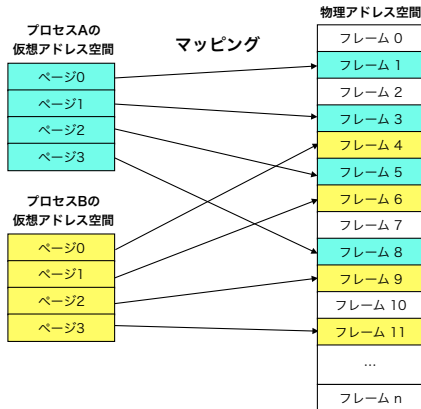 プロセスAの
仮想アドレス空間
ページ0
ページ1
ページ2
ページ3
プロセスBの
仮想アドレス空間
ページ0
ページ1
ページ2
ページ3
マッピング
物理アドレス空間
フレーム 0
フレーム 1
フレーム 2
フレーム 3
フレーム 4
フレーム 5
フレーム 6
フレーム 7
フレーム 8
フレーム 9
フレーム 10
フレーム 11
...
フレーム n